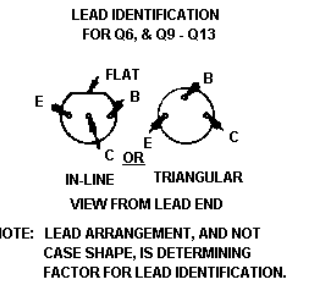 LEAD IDENTIFICATION
FOR Q6, & Q9 - Q13
FLAT
E
B
C
OR
B
E
C
IN-LINE
TRIANGULAR
VIEW FROM LEAD END
NOTE: LEAD ARRANGEMENT, AND NOT
CASE SHAPE, IS DETERMINING
FACTOR FOR LEAD IDENTIFICATION.